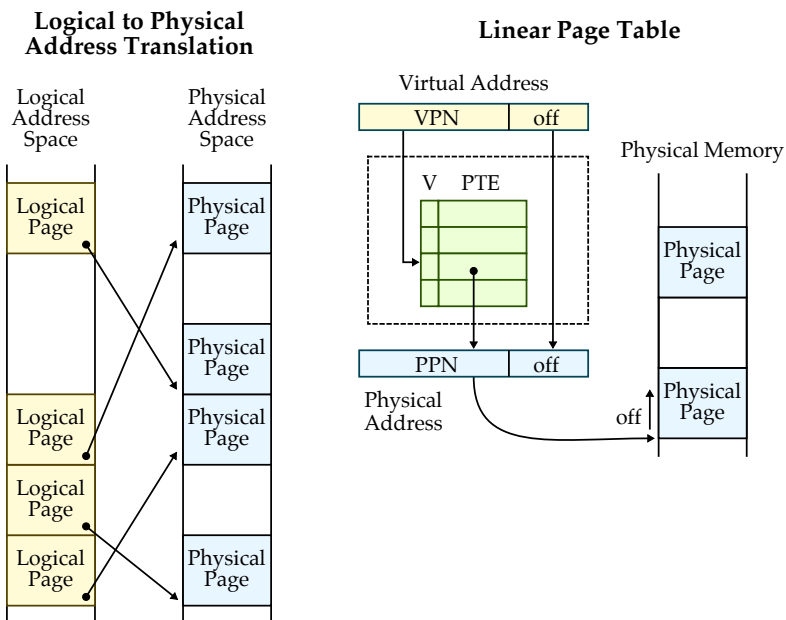 Logical to Physical
Address Translation
Logical
Address
Space
Physical
Address
Space
Logical
Page
Physical
Page
Physical
Page
Logical
Page
Physical
Page
Logical
Page
Logical
Page
Physical
Page
Linear Page Table
Virtual Address
VPN off
V PTE
PPN off
Physical
Address
Physical Memory
Physical
Page
Physical
Page
off